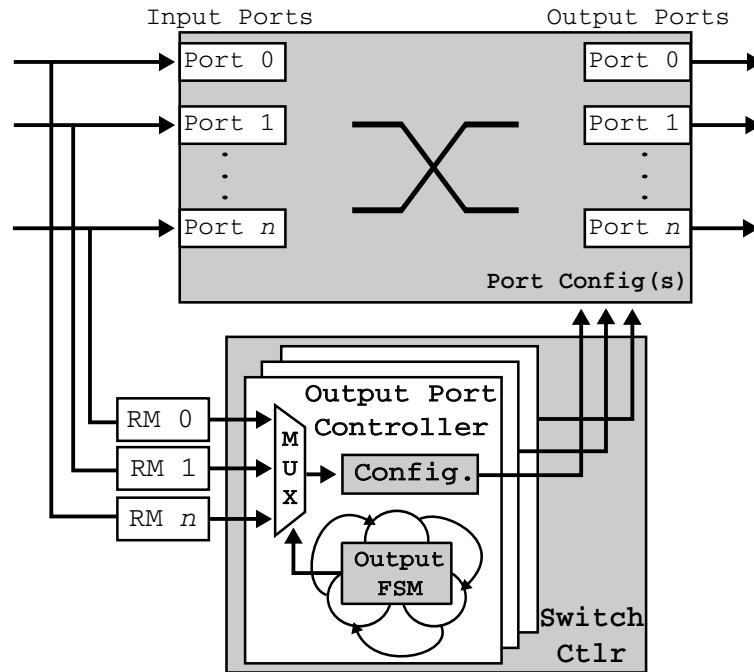 Input Ports
Output Ports
Port 0
Port 0
Port 1
Port 1
Port n
Port n
Port Config(s)
Output Port
Controller
RM 0
RM 1
RM n
MUX
Config.
Output
FSM
Switch
Ctlr